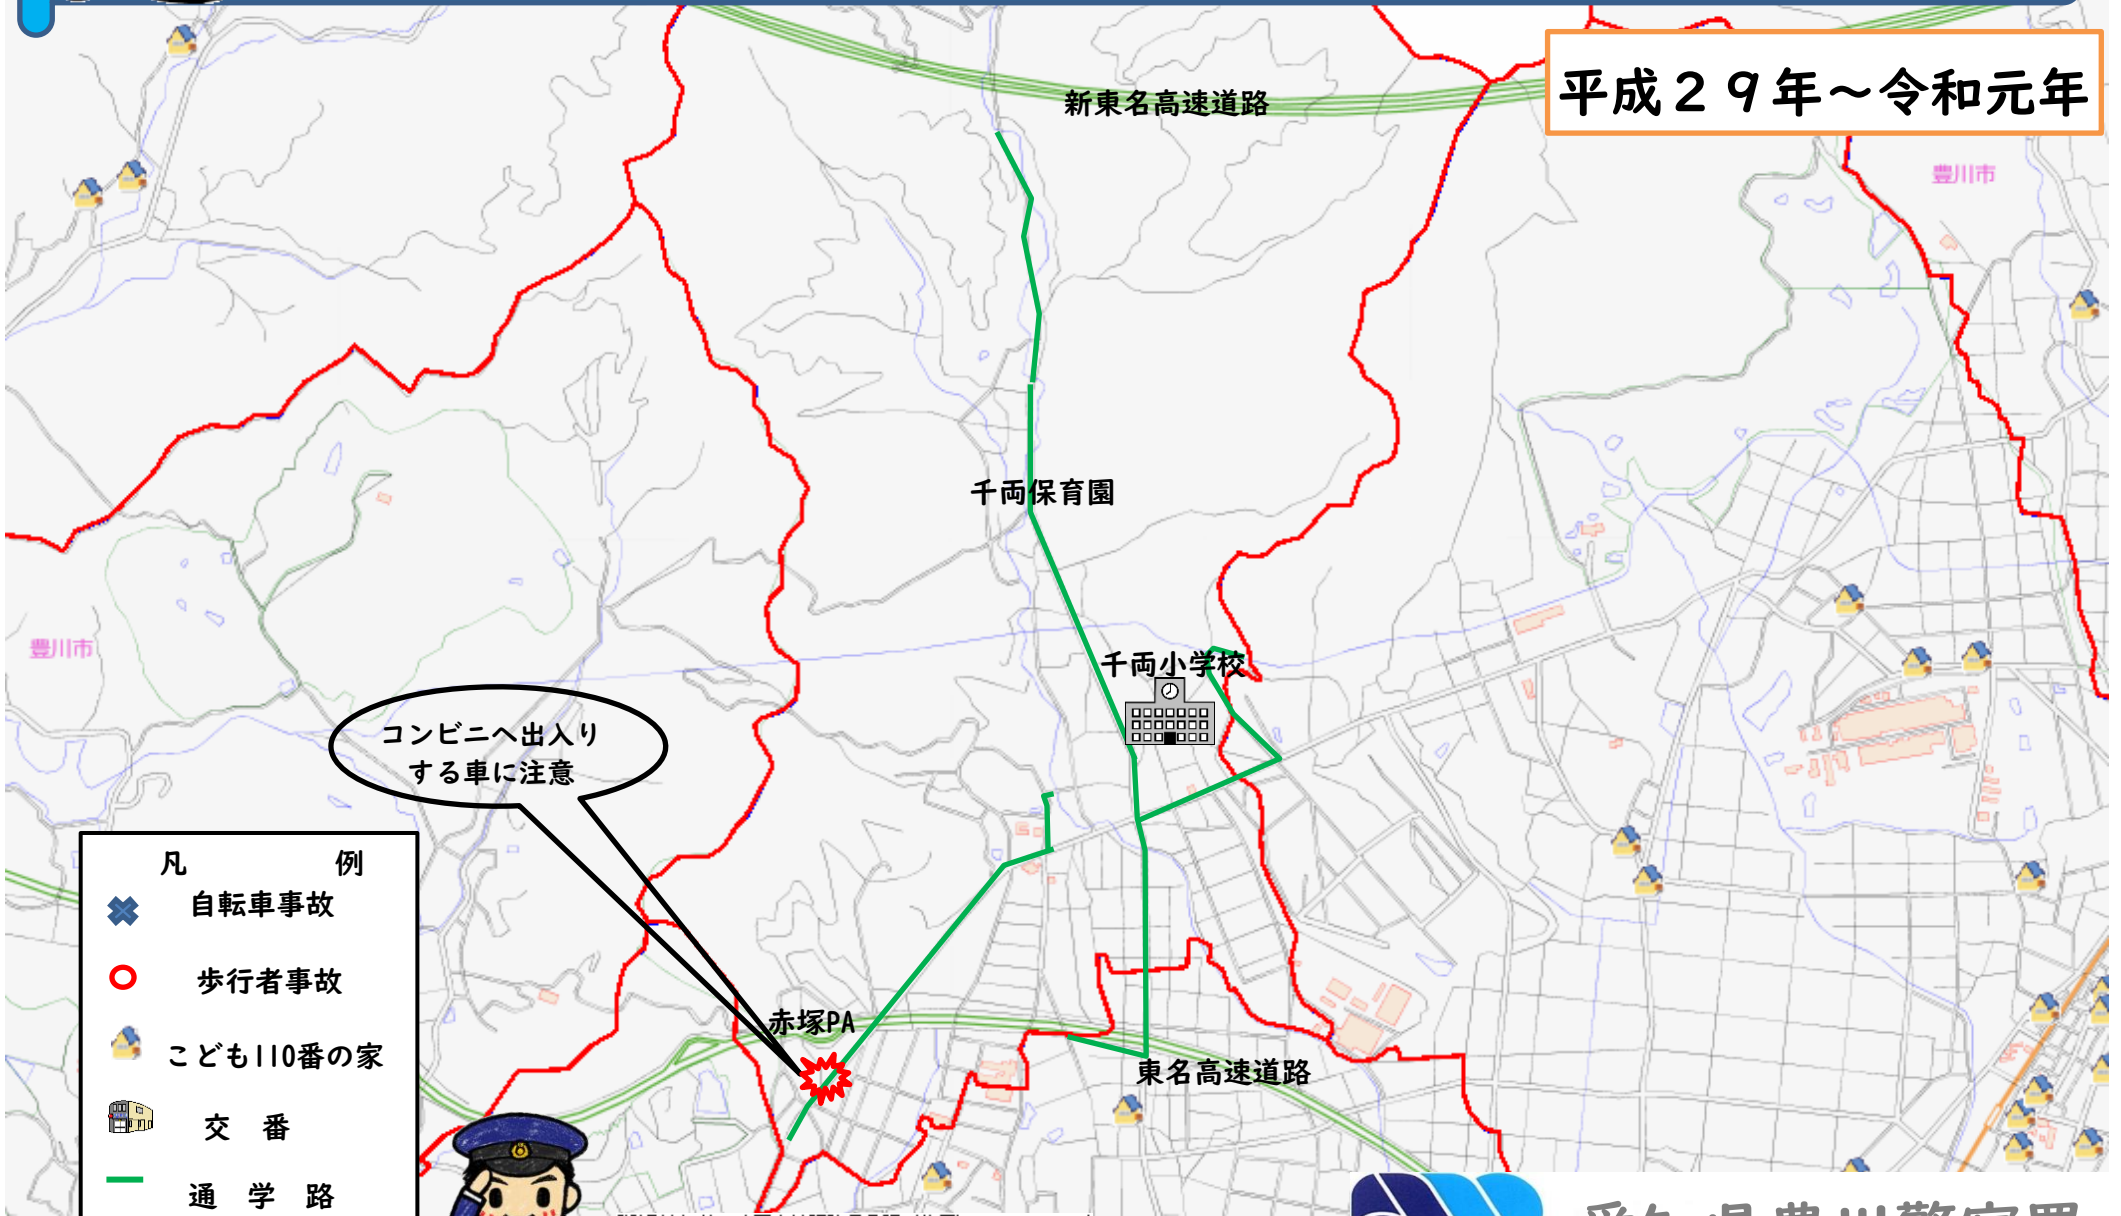 平成29年～令和元年
新東名高速道路
豊川市
千両保育園
千両小学校
豊川市
コンビニへ出入り
する車に注意
凡 例
自転車事故
歩行者事故
こども110番の家
交 番
通 学 路
赤塚PA
東名高速道路